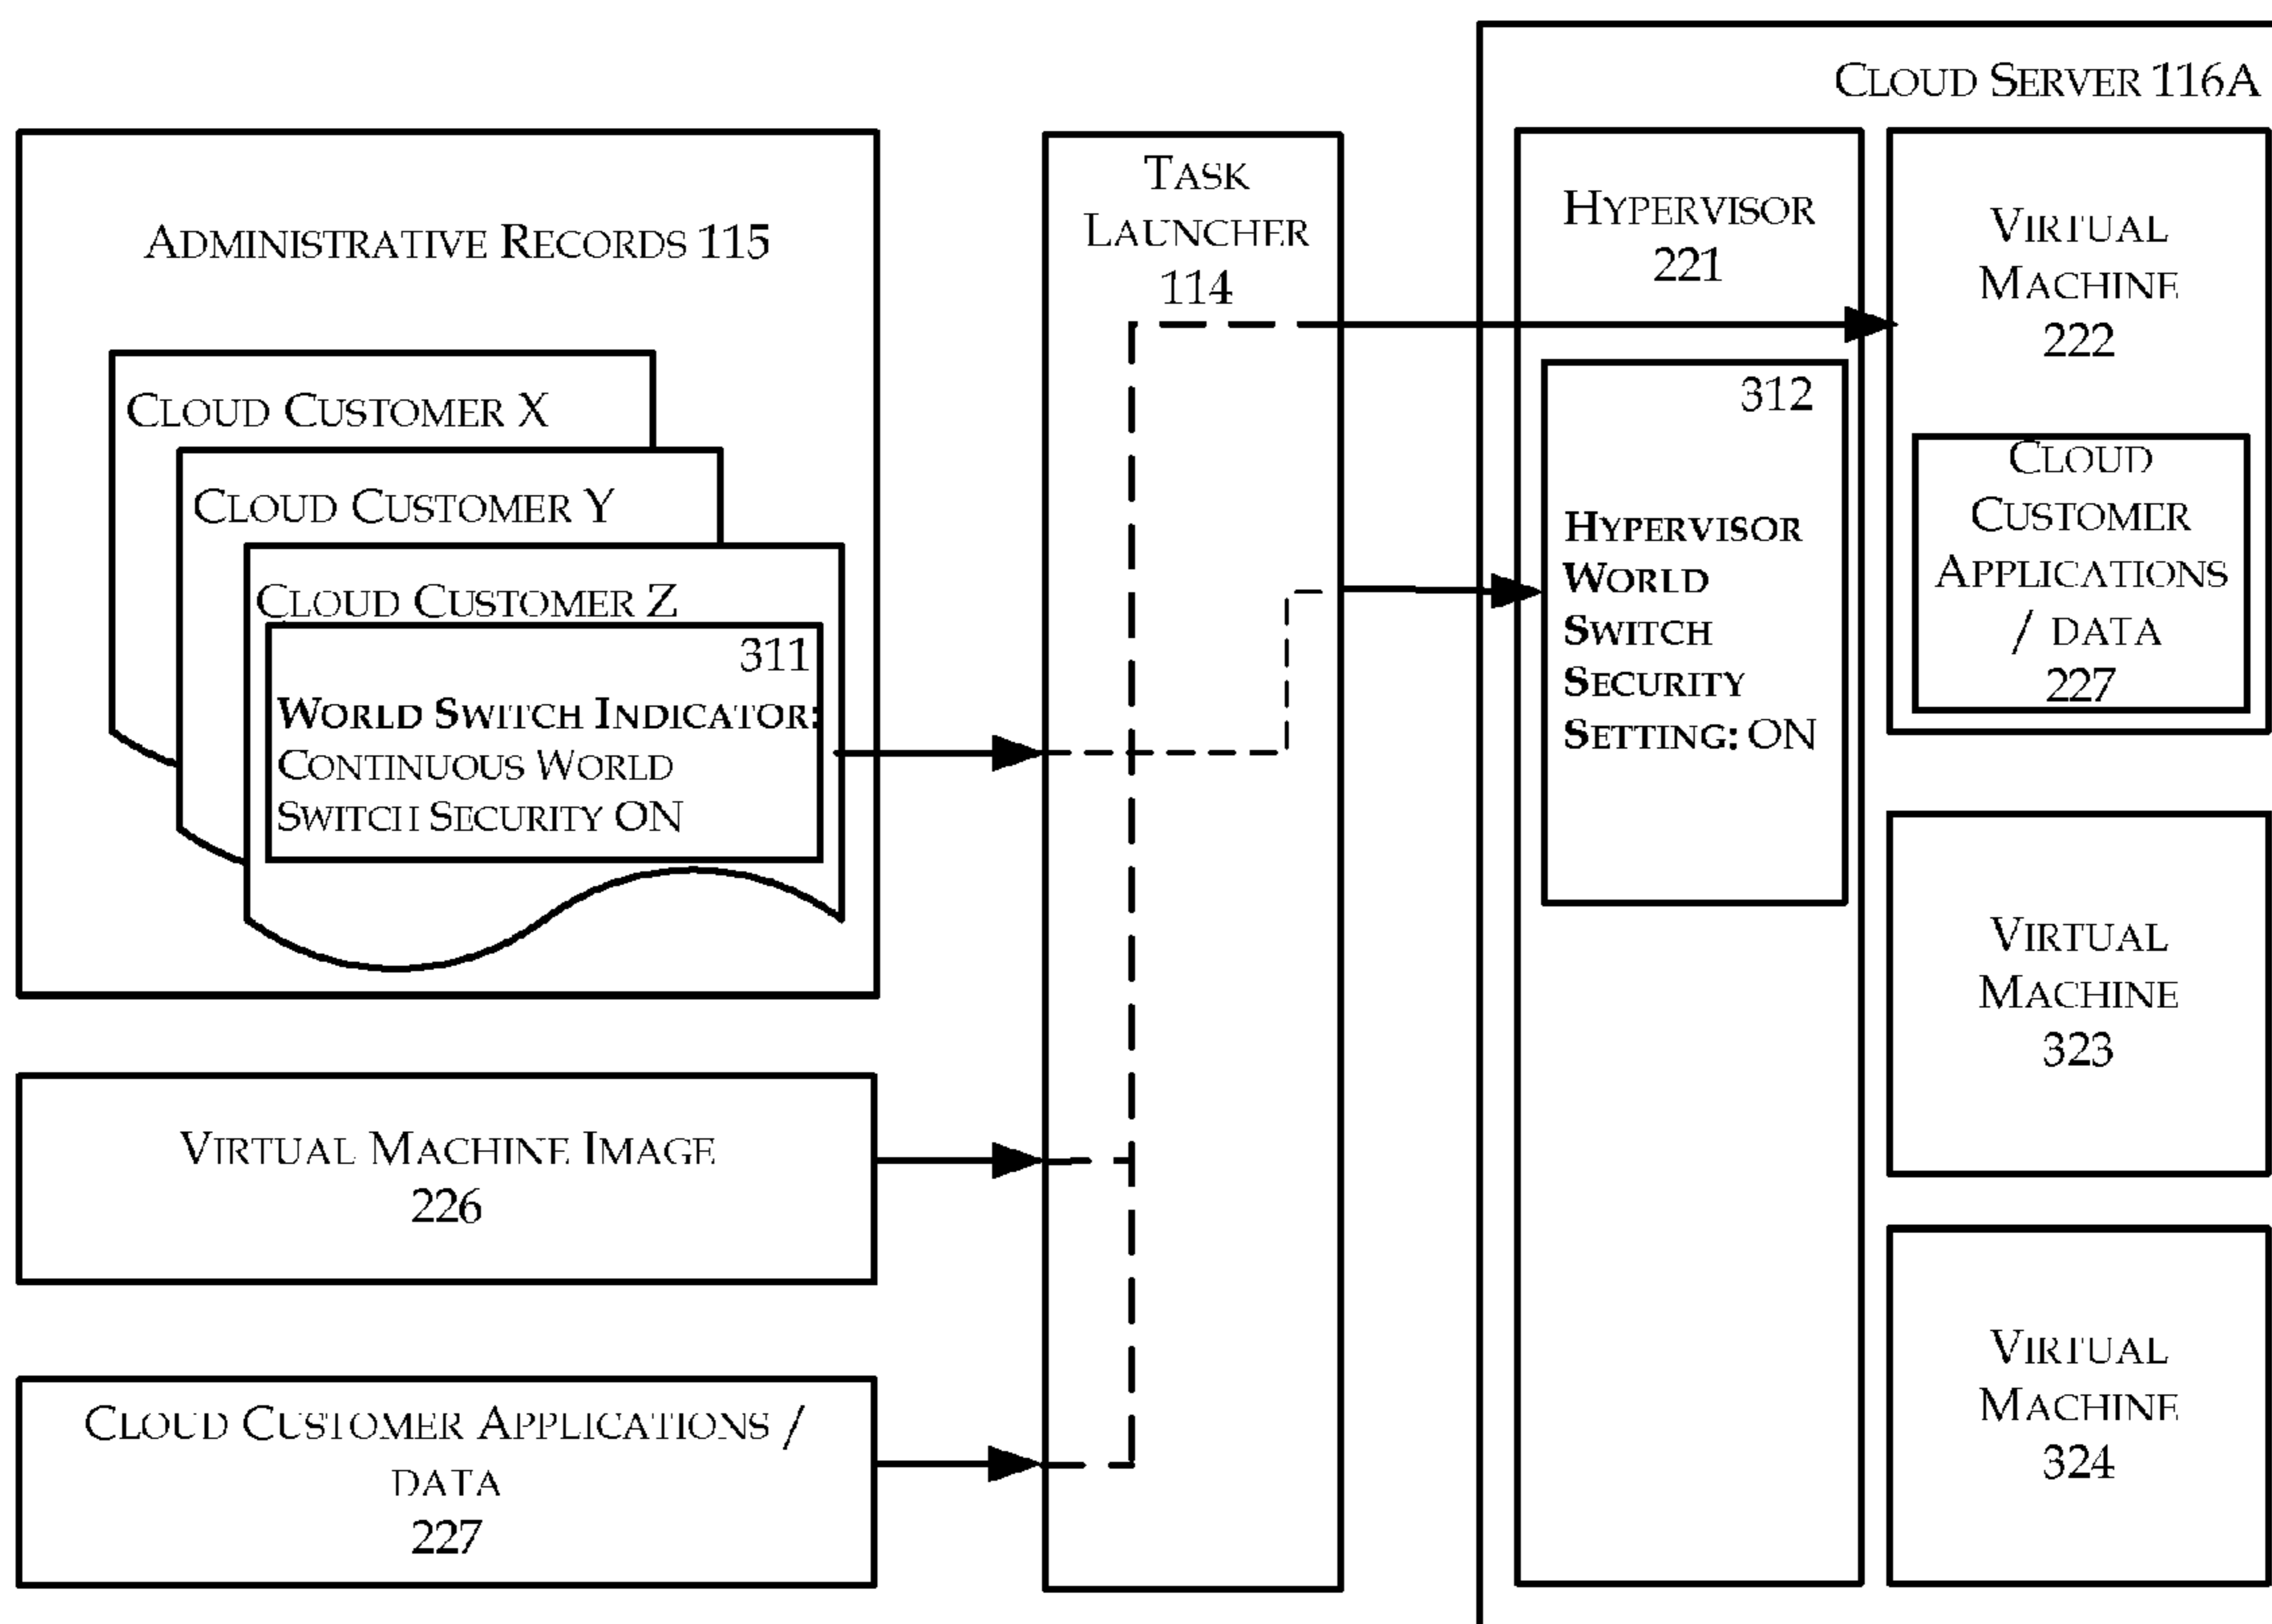 Cloud Server 116A
Administrative Records 115
Cloud Customer X
Cloud Customer Y
Cloud Customer Z
311
World Switch Indicator:
Continuous World
Switch Security ON
Virtual Machine Image
226
Cloud Customer Applications /
data
227
Task
Launcher
114
Hypervisor
221
312
Hypervisor
World
Switch
Security
Setting: ON
Virtual
Machine
222
Cloud
Customer
Applications
/ data
227
Virtual
Machine
323
Virtual
Machine
324